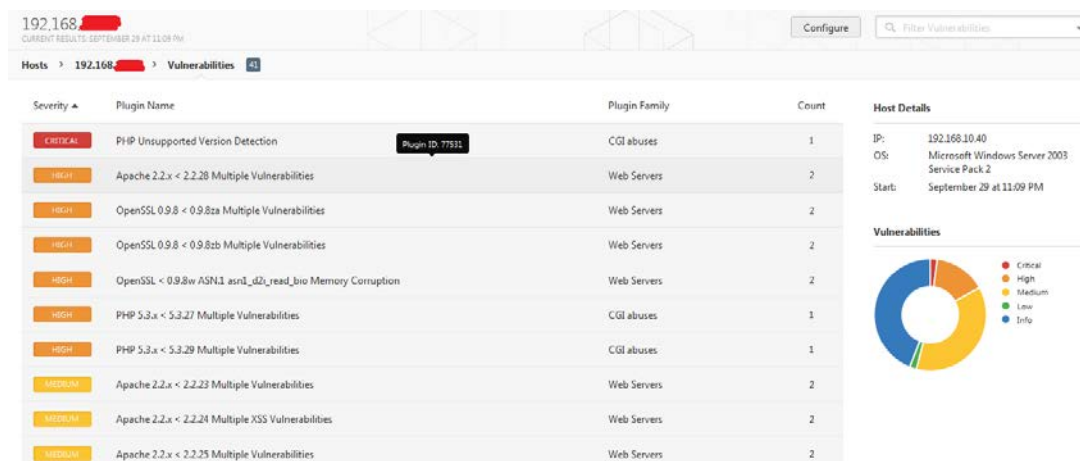 192.168.
CURRENT RESULTS: SEPTEMBER 29 AT 11:09 PM
Configure
Filter Vulnerabilities
Hosts > 192.168. > Vulnerabilities 41
Severity ▲ Plugin Name Plugin Family Count
CRITICAL PHP Unsupported Version Detection CGI abuses 1
Plugin ID: 77531
HIGH Apache 2.2.x < 2.2.28 Multiple Vulnerabilities Web Servers 2
HIGH OpenSSL 0.9.8 < 0.9.8za Multiple Vulnerabilities Web Servers 2
HIGH OpenSSL 0.9.8 < 0.9.8zb Multiple Vulnerabilities Web Servers 2
HIGH OpenSSL < 0.9.8w ASN.1 asn1_d2i_read_bio Memory Corruption Web Servers 2
HIGH PHP 5.3.x < 5.3.27 Multiple Vulnerabilities CGI abuses 1
HIGH PHP 5.3.x < 5.3.29 Multiple Vulnerabilities CGI abuses 1
MEDIUM Apache 2.2.x < 2.2.23 Multiple Vulnerabilities Web Servers 2
MEDIUM Apache 2.2.x < 2.2.24 Multiple XSS Vulnerabilities Web Servers 2
MEDIUM Apache 2.2.x < 2.2.25 Multiple Vulnerabilities Web Servers 2
Host Details
IP: 192.168.10.40
OS: Microsoft Windows Server 2003
Service Pack 2
Start: September 29 at 11:09 PM
Vulnerabilities
Critical
High
Medium
Low
Info